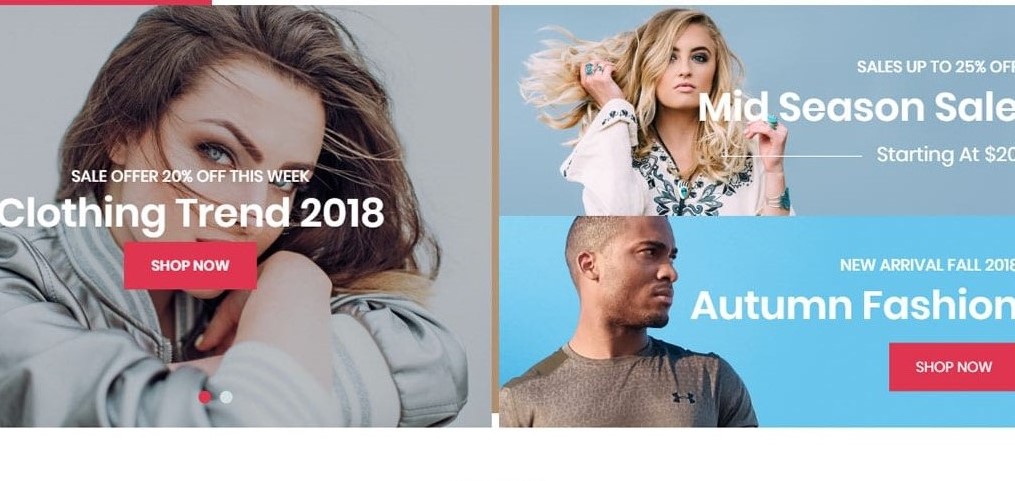 SALE OFFER 20% OFF THIS WEEK
Clothing Trend 2018
SHOP NOW
SALES UP TO 25% OFF
Mid Season Sale
Starting At $20
NEW ARRIVAL FALL 2018
Autumn Fashion
SHOP NOW